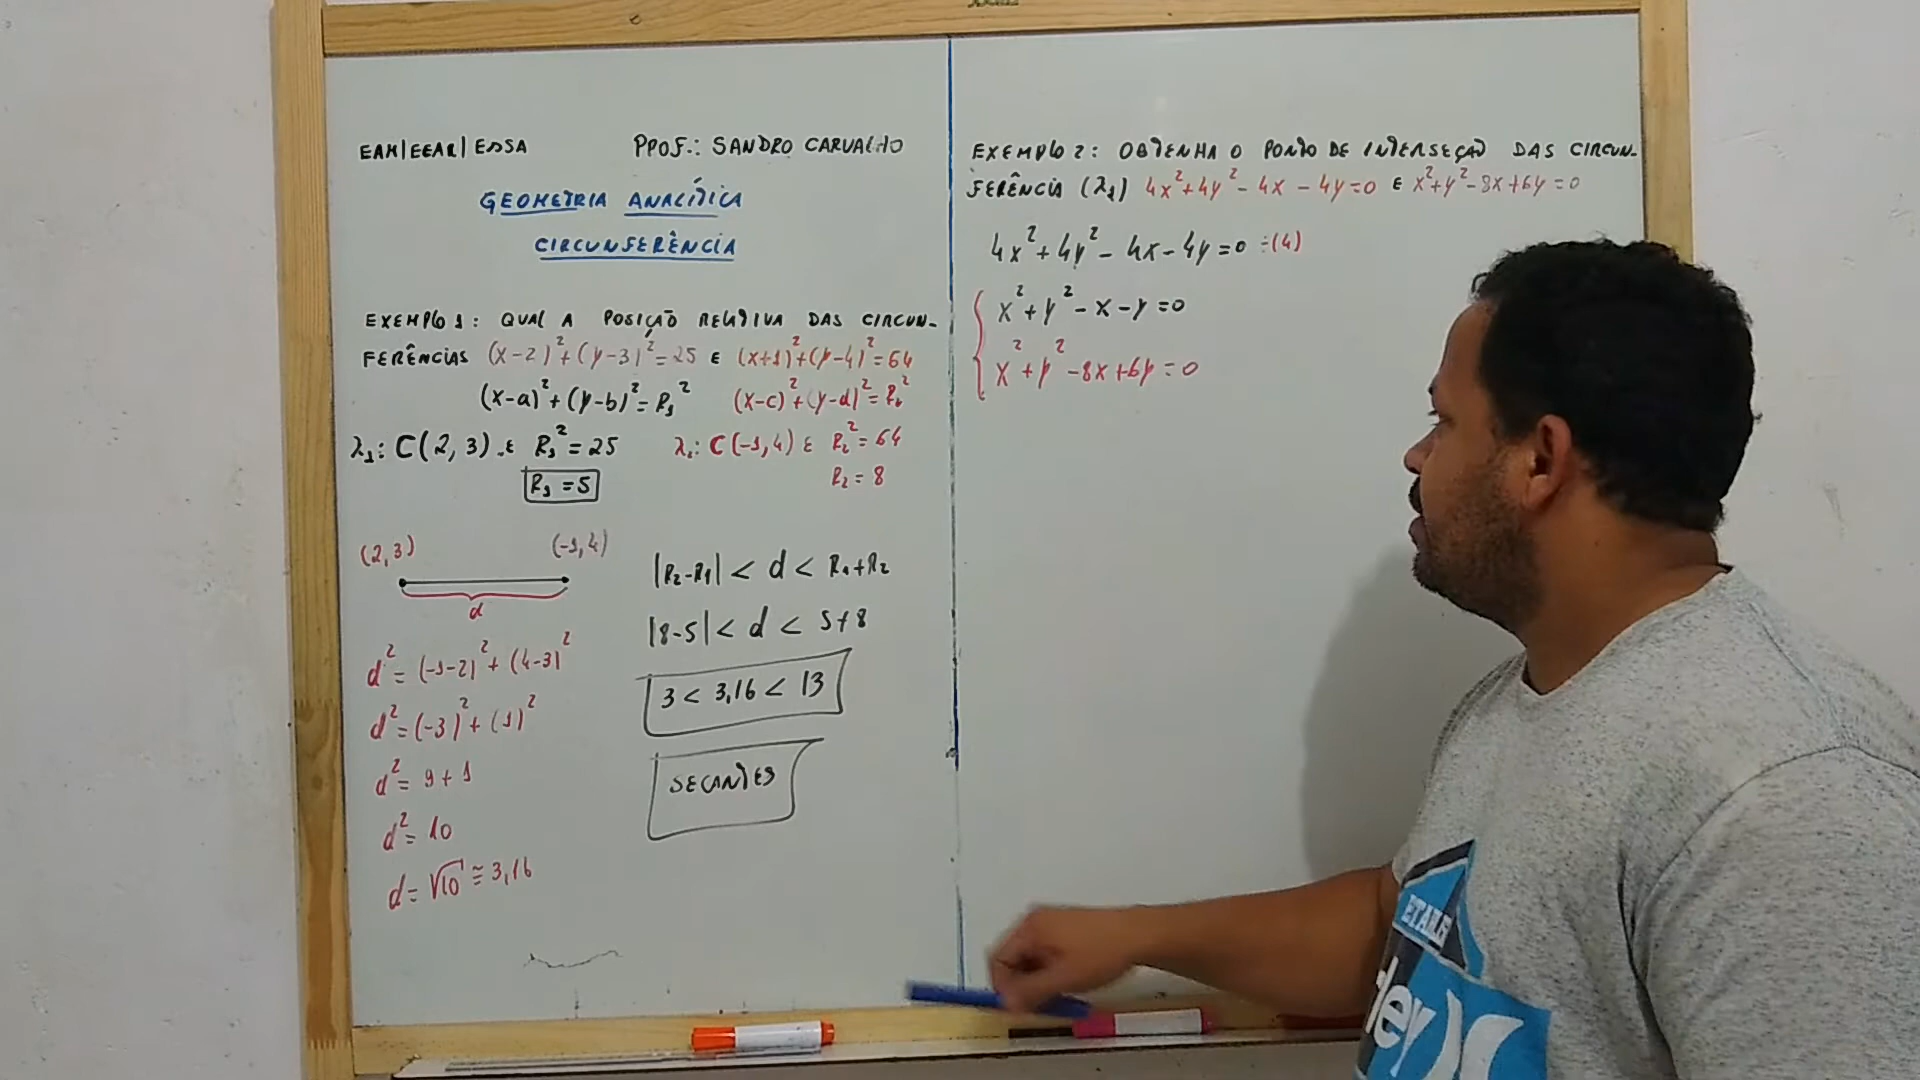 EAM|EEAR|ESSA PROF.: SANDRO CARVALHO
GEOMETRIA ANALÍTICA
CIRCUNFERÊNCIA
EXEMPLO 1: QUAL A POSIÇÃO RELATIVA DAS CIRCUN-
FERÊNCIAS (x-2)²+(y-3)²=25 E (x+1)²+(y-4)²=64
(x-a)²+(y-b)²=R₁² (x-c)²+(y-d)²=R₂²
λ₁: C(2,3) E R₁²=25 λ₂: C(-1,4) E R₂²=64
R₁=5 R₂=8
(2,3) (-1,4)
d
d²=(-1-2)²+(4-3)²
d²=(-3)²+(1)²
d²=9+1
d²=10
d=√10≅3,16
|R₂-R₁|<d<R₁+R₂
|8-5|<d<5+8
3<3,16<13
SECANTES
EXEMPLO 2: OBTENHA O PONTO DE INTERSEÇÃO DAS CIRCUN-
FERÊNCIA (λ₁) 4x²+4y²-4x-4y=0 E x²+y²-8x+6y=0
4x²+4y²-4x-4y=0 ÷(4)
x²+y²-x-y=0
x²+y²-8x+6y=0